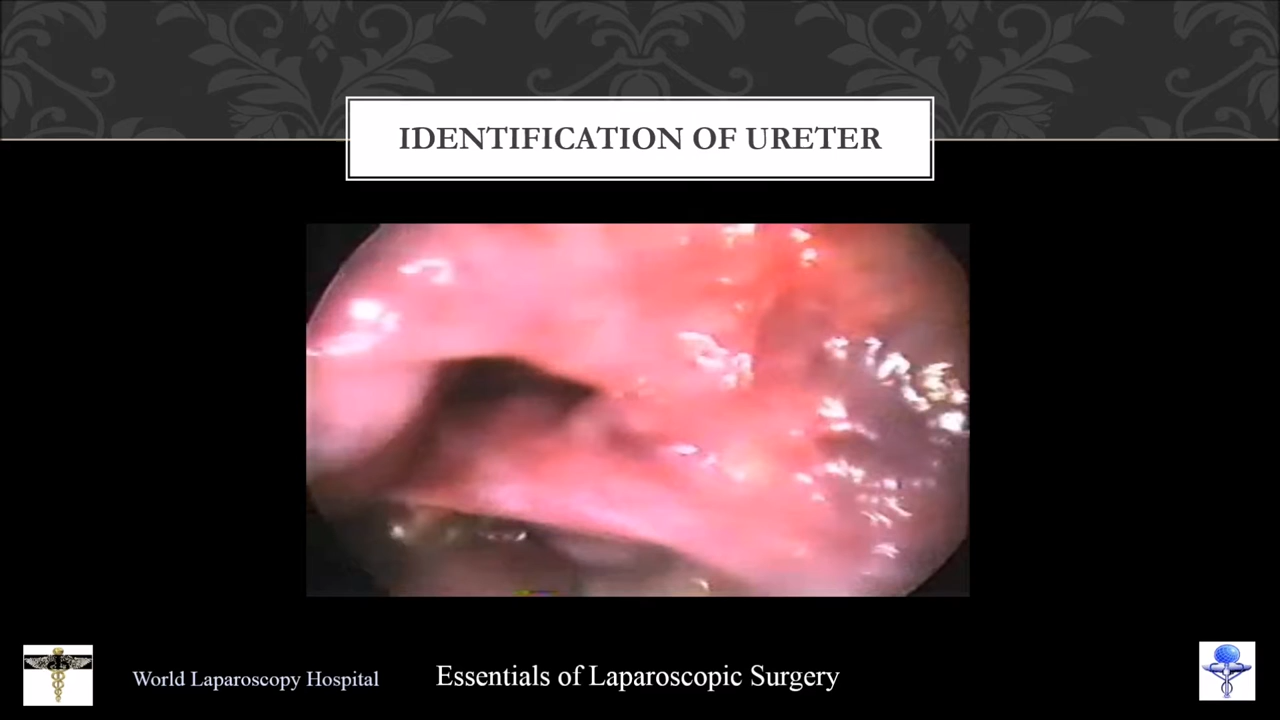 IDENTIFICATION OF URETER
World Laparoscopy Hospital
Essentials of Laparoscopic Surgery